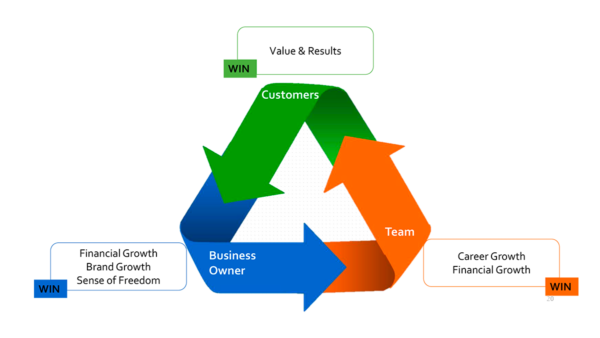 Value & Results
WIN
Customers
Team
Business
Owner
Financial Growth
Brand Growth
Sense of Freedom
WIN
Career Growth
Financial Growth
WIN